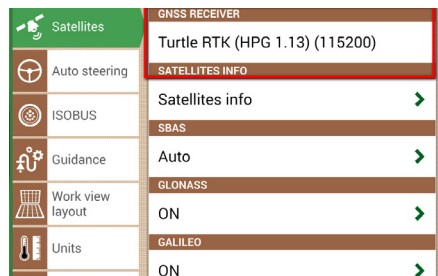 Satellites
Auto steering
ISOBUS
Guidance
Work view
layout
Units
GNSS RECEIVER
Turtle RTK (HPG 1.13) (115200)
SATELLITES INFO
Satellites info
SBAS
Auto
GLONASS
ON
GALILEO
ON